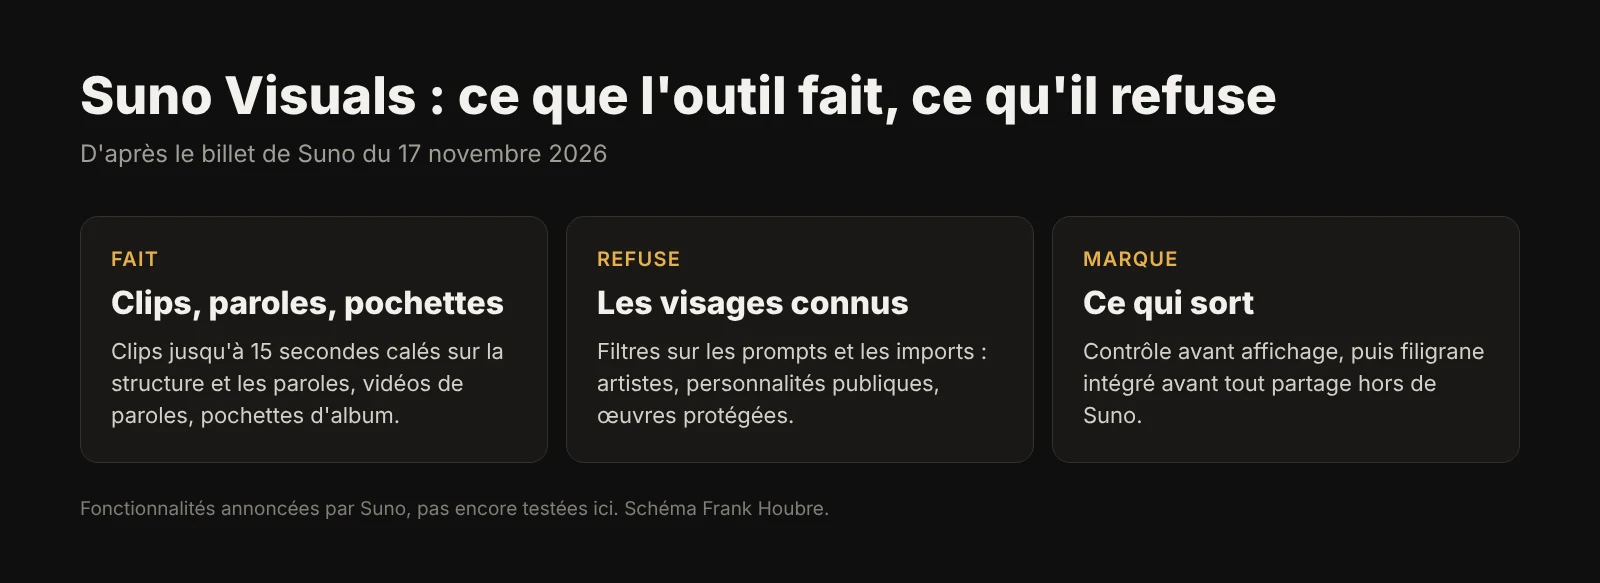 Suno Visuals : ce que l'outil fait, ce qu'il refuse
D'après le billet de Suno du 17 novembre 2026
FAIT
Clips, paroles, pochettes
Clips jusqu'à 15 secondes calés sur la
structure et les paroles, vidéos de
paroles, pochettes d'album.
REFUSE
Les visages connus
Filtres sur les prompts et les imports :
artistes, personnalités publiques,
œuvres protégées.
MARQUE
Ce qui sort
Contrôle avant affichage, puis filigrane
intégré avant tout partage hors de
Suno.
Fonctionnalités annoncées par Suno, pas encore testées ici. Schéma Frank Houbre.